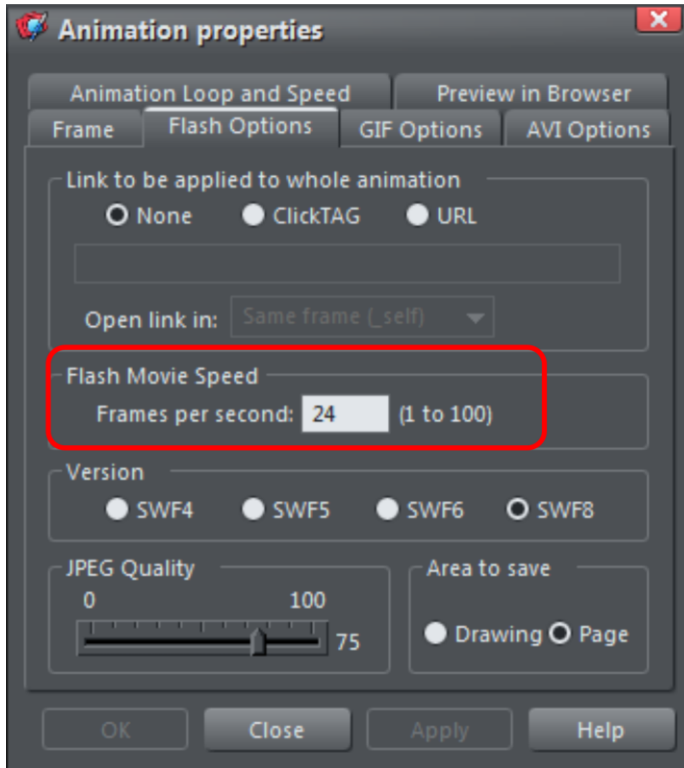 Animation properties
Animation Loop and Speed Preview in Browser
Frame Flash Options GIF Options AVI Options
Link to be applied to whole animation
None ClickTAG URL
Open link in: Same frame (_self)
Flash Movie Speed
Frames per second: 24 (1 to 100)
Version
SWF4 SWF5 SWF6 SWF8
JPEG Quality Area to save
0 100
75 Drawing Page
OK Close Apply Help